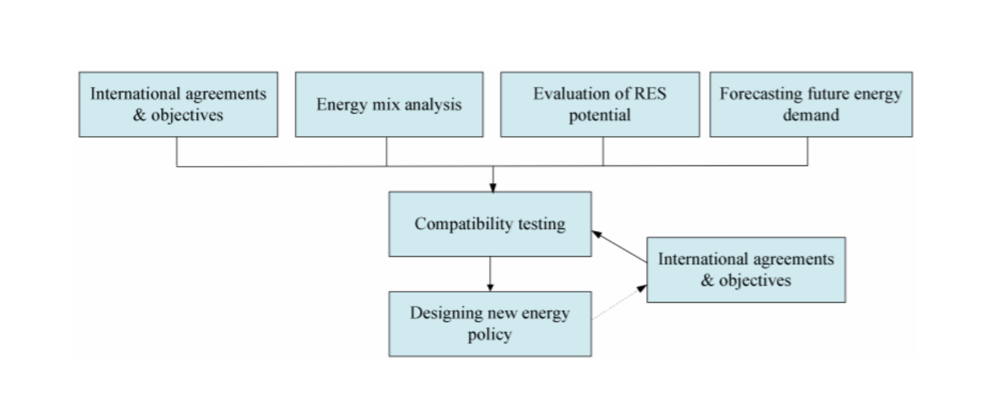 International agreements
& objectives
Energy mix analysis
Evaluation of RES
potential
Forecasting future energy
demand
Compatibility testing
International agreements
& objectives
Designing new energy
policy